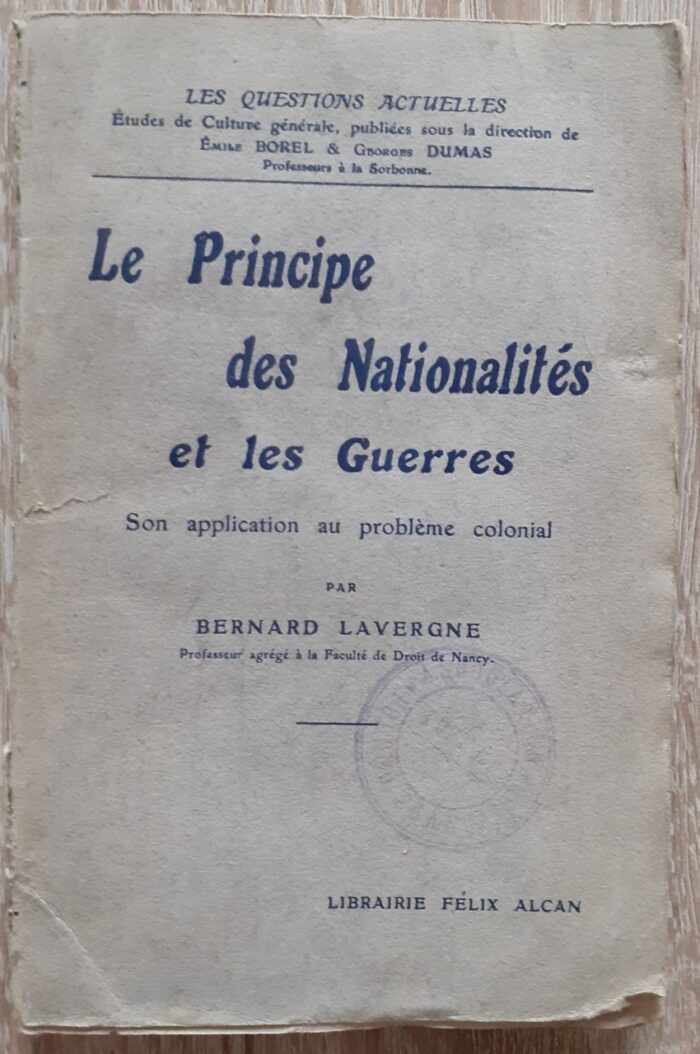 LES QUESTIONS ACTUELLES
Études de Culture générale, publiées sous la direction de
ÉMILE BOREL & GEORGES DUMAS
Professeurs à la Sorbonne.
Le Principe
des Nationalités
et les Guerres
Son application au problème colonial
PAR
BERNARD LAVERGNE
Professeur agrégé à la Faculté de Droit de Nancy.
LIBRAIRIE FÉLIX ALCAN